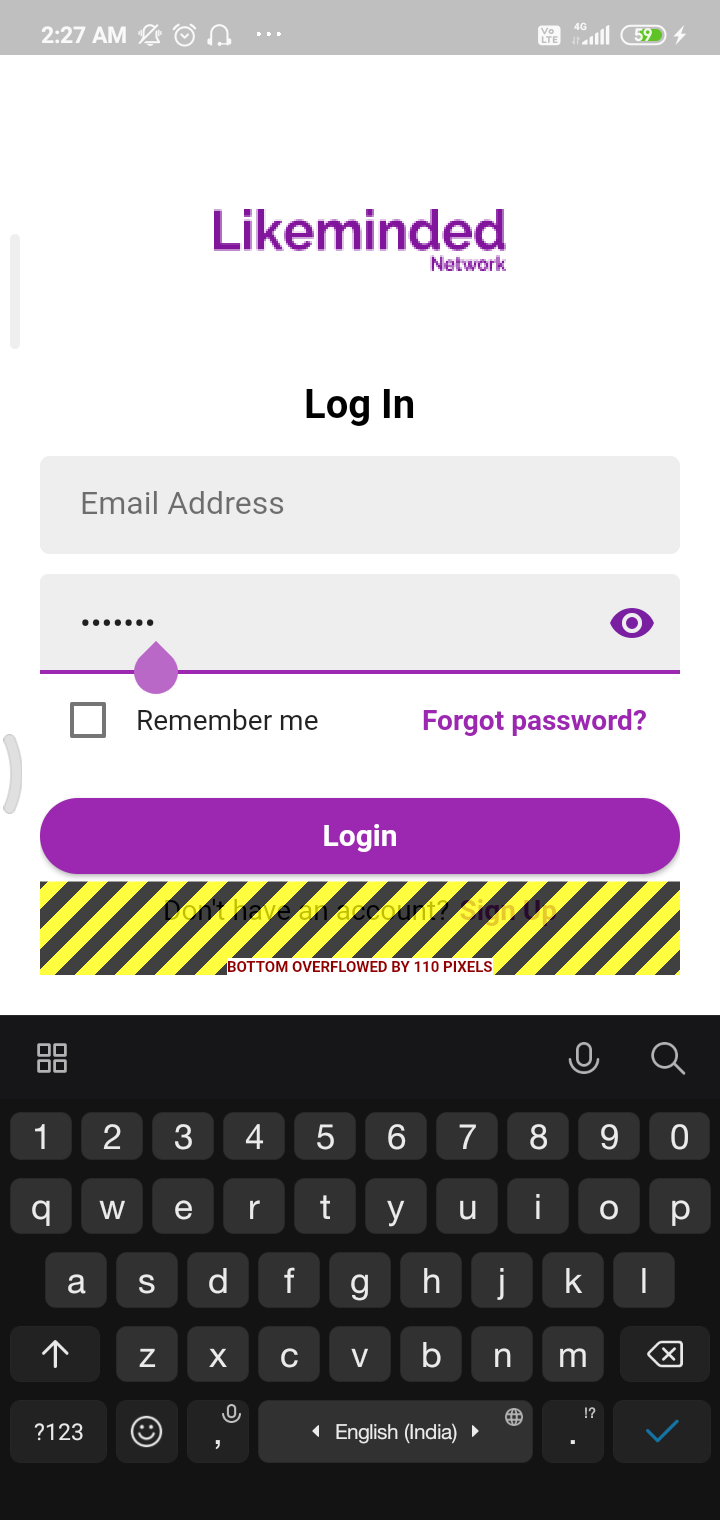 2:27 AM ... Vo LTE 4G 59
Likeminded
Network
Log In
Email Address
•••••••
Remember me Forgot password?
Login
Don't have an account? Sign Up
BOTTOM OVERFLOWED BY 110 PIXELS
1 2 3 4 5 6 7 8 9 0
q w e r t y u i o p
a s d f g h j k l
z x c v b n m
?123 , English (India) . !?